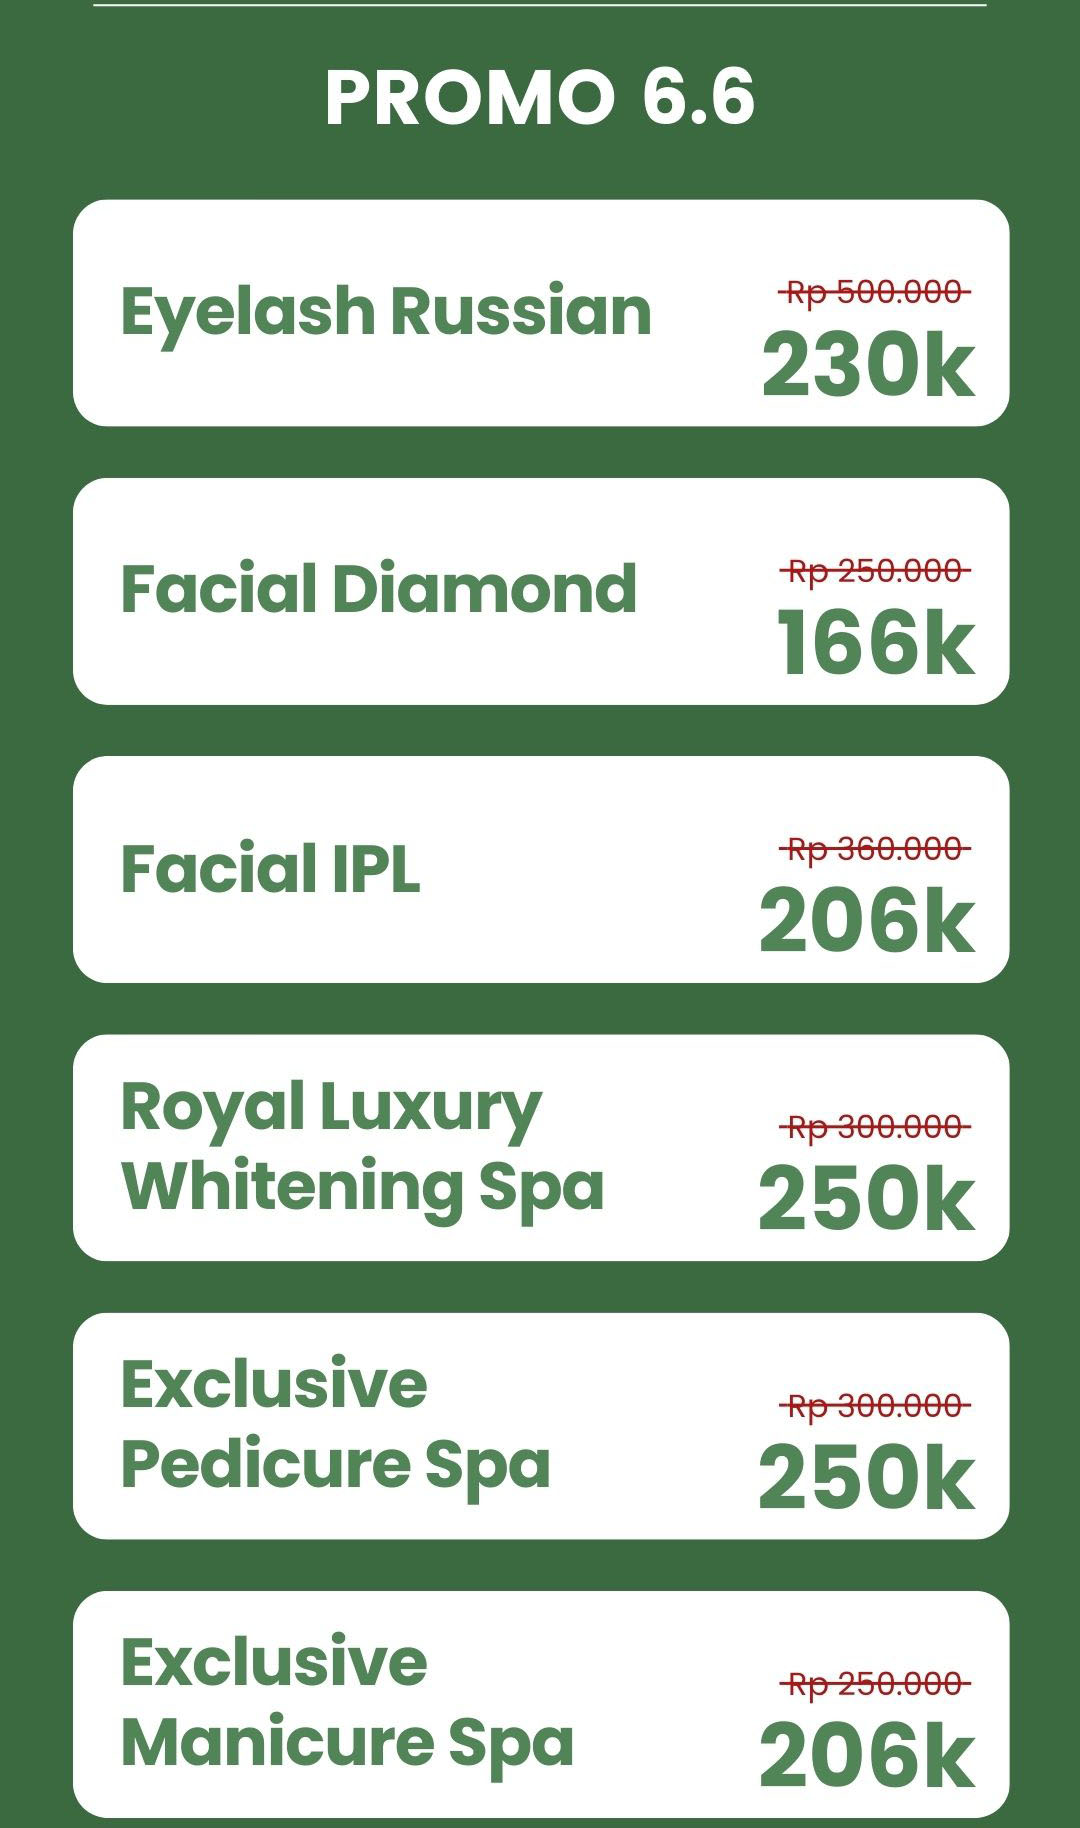 PROMO 6.6
Eyelash Russian
Rp 500.000
230k
Facial Diamond
Rp 250.000
166k
Facial IPL
Rp 360.000
206k
Royal Luxury
Whitening Spa
Rp 300.000
250k
Exclusive
Pedicure Spa
Rp 300.000
250k
Exclusive
Manicure Spa
Rp 250.000
206k